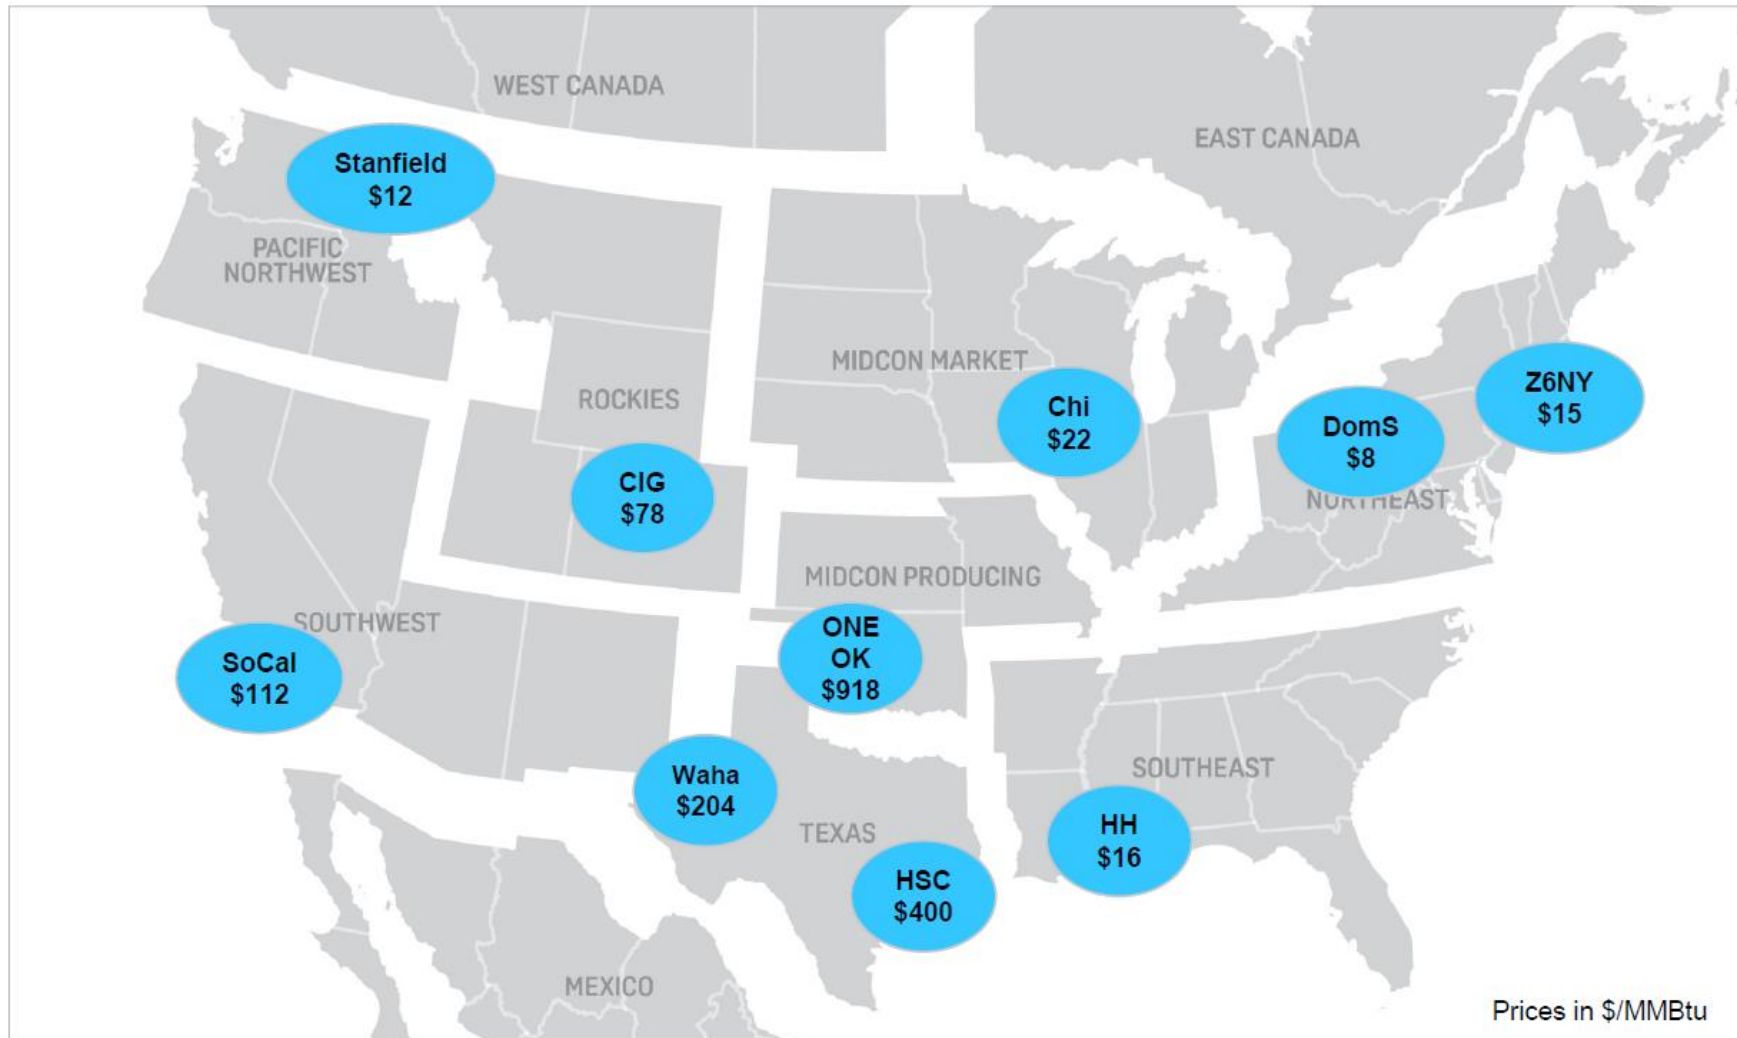 WEST CANADA
EAST CANADA
Stanfield
$12
PACIFIC
NORTHWEST
MIDCON MARKET
ROCKIES
Chi
$22
Z6NY
$15
DomS
$8
NORTHEAST
CIG
$78
MIDCON PRODUCING
SOUTHWEST
ONE
OK
$918
SoCal
$112
Waha
$204
TEXAS
SOUTHEAST
HH
$16
HSC
$400
MEXICO
Prices in $/MMBtu